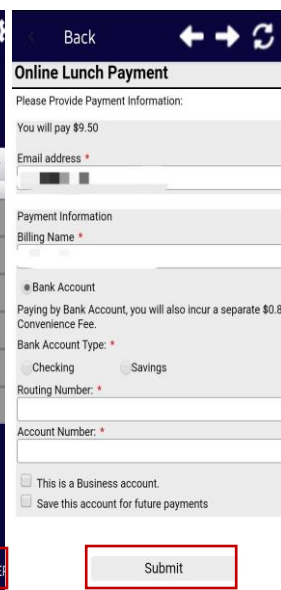 Back
Online Lunch Payment
Please Provide Payment Information:
You will pay $9.50
Email address *
Payment Information
Billing Name *
Bank Account
Paying by Bank Account, you will also incur a separate $0.8
Convenience Fee.
Bank Account Type: *
Checking Savings
Routing Number: *
Account Number: *
This is a Business account.
Save this account for future payments
Submit